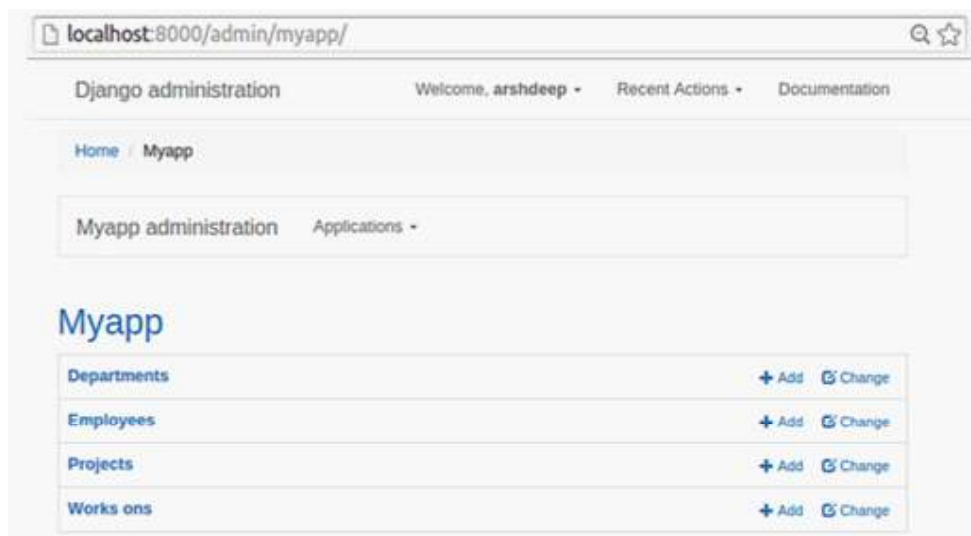 localhost:8000/admin/myapp/
Django administration Welcome, arshdeep Recent Actions Documentation
Home / Myapp
Myapp administration Applications
Myapp
Departments Add Change
Employees Add Change
Projects Add Change
Works ons Add Change